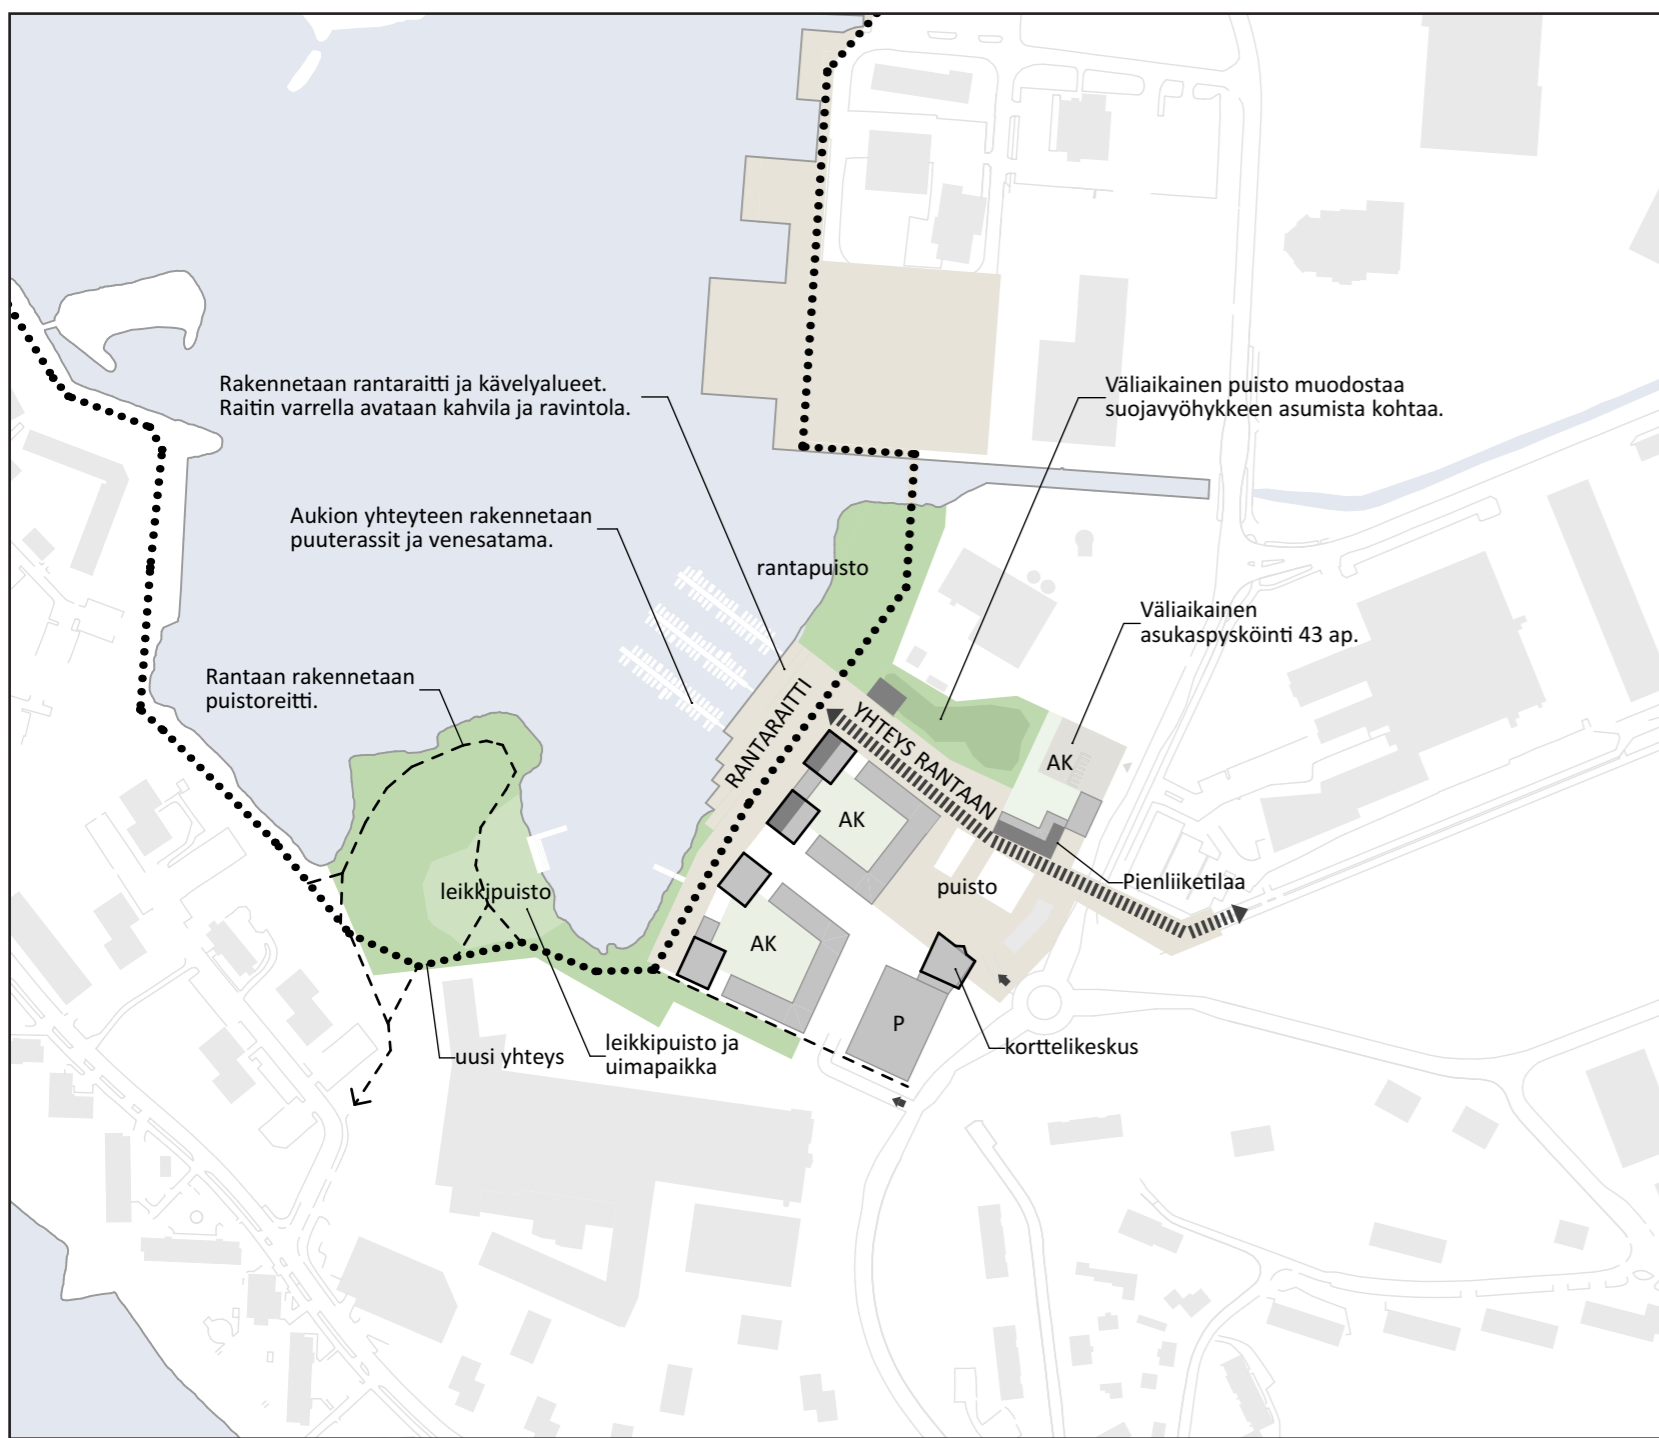 Rakennetaan rantaraitti ja kävelyalueet.
Raitin varrella avataan kahvila ja ravintola.
Väliaikainen puisto muodostaa
suojavyöhykkeen asumista kohtaa.
Aukion yhteyteen rakennetaan
puuterassit ja venesatama.
rantapuisto
Väliaikainen
asukaspysköinti 43 ap.
Rantaan rakennetaan
puistoreitti.
RANTARAITTI
YHTEYS RANTAAN
AK
AK
leikkipuisto
puisto
Pienliiketilaa
AK
P
uusi yhteys
leikkipuisto ja
uimapaikka
korttelikeskus